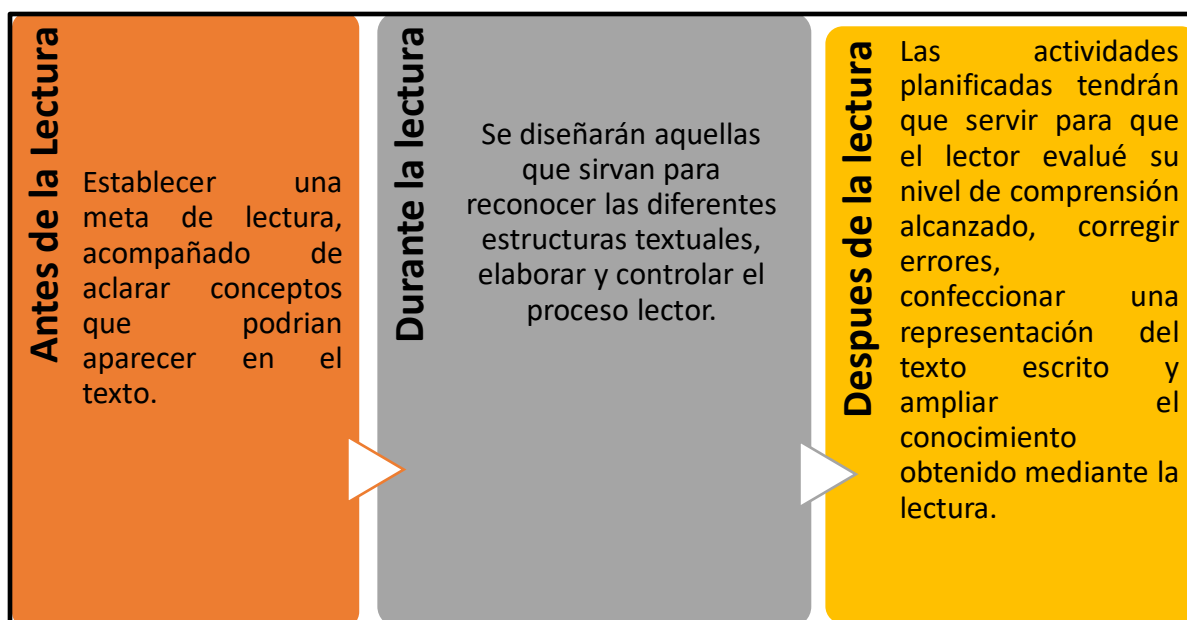 Antes de la Lectura
Establecer una
meta de lectura,
acompañado de
aclarar conceptos
que podrian
aparecer en el
texto.
Durante la lectura
Se diseñarán aquellas
que sirvan para
reconocer las diferentes
estructuras textuales,
elaborar y controlar el
proceso lector.
Despues de la lectura
Las actividades
planificadas tendrán
que servir para que
el lector evalué su
nivel de comprensión
alcanzado, corregir
errores,
confeccionar una
representación del
texto escrito y
ampliar el
conocimiento
obtenido mediante la
lectura.